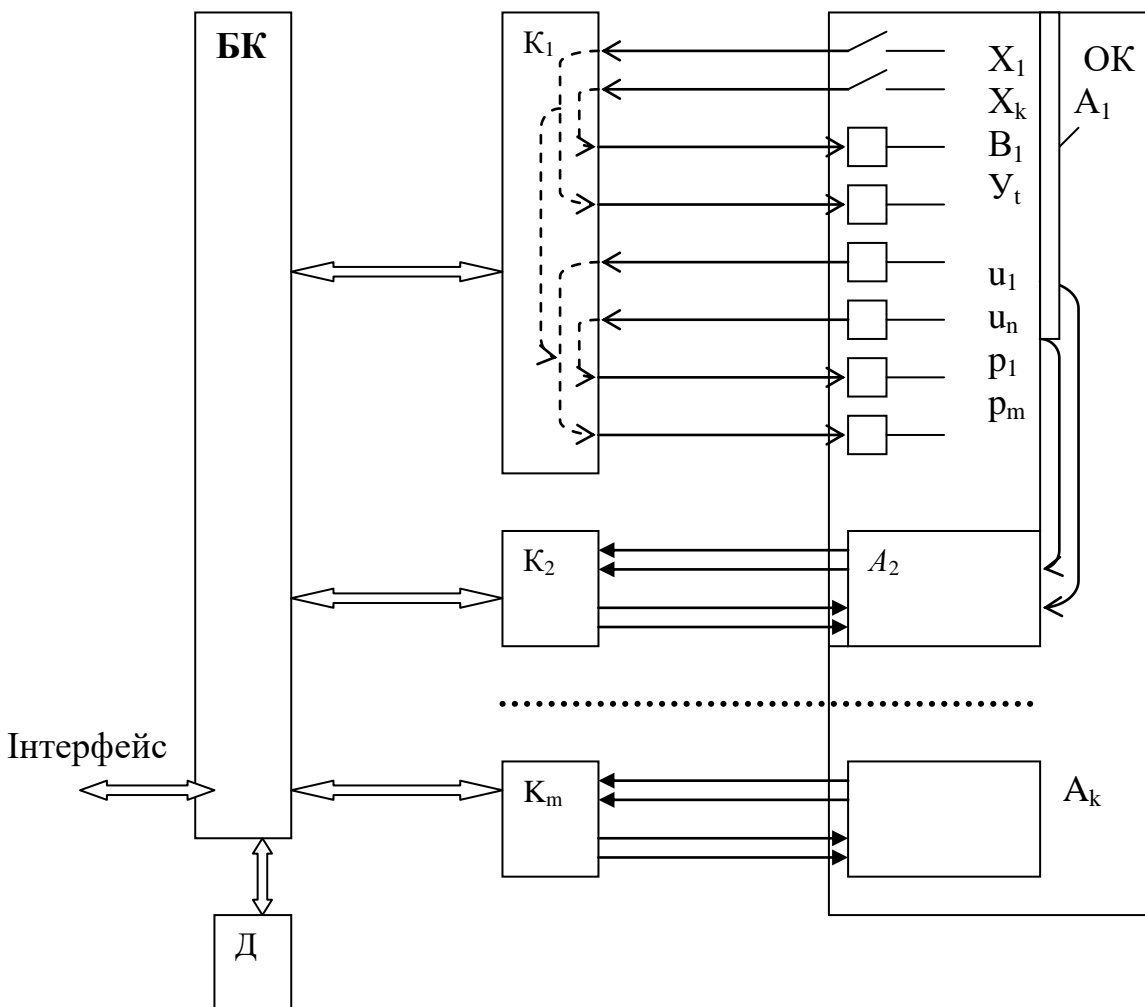 БК
К₁
X₁
ОК
Xₖ
A₁
B₁
Уₜ
u₁
uₙ
p₁
pₘ
К₂
A₂
Інтерфейс
Кₘ
Aₖ
Д